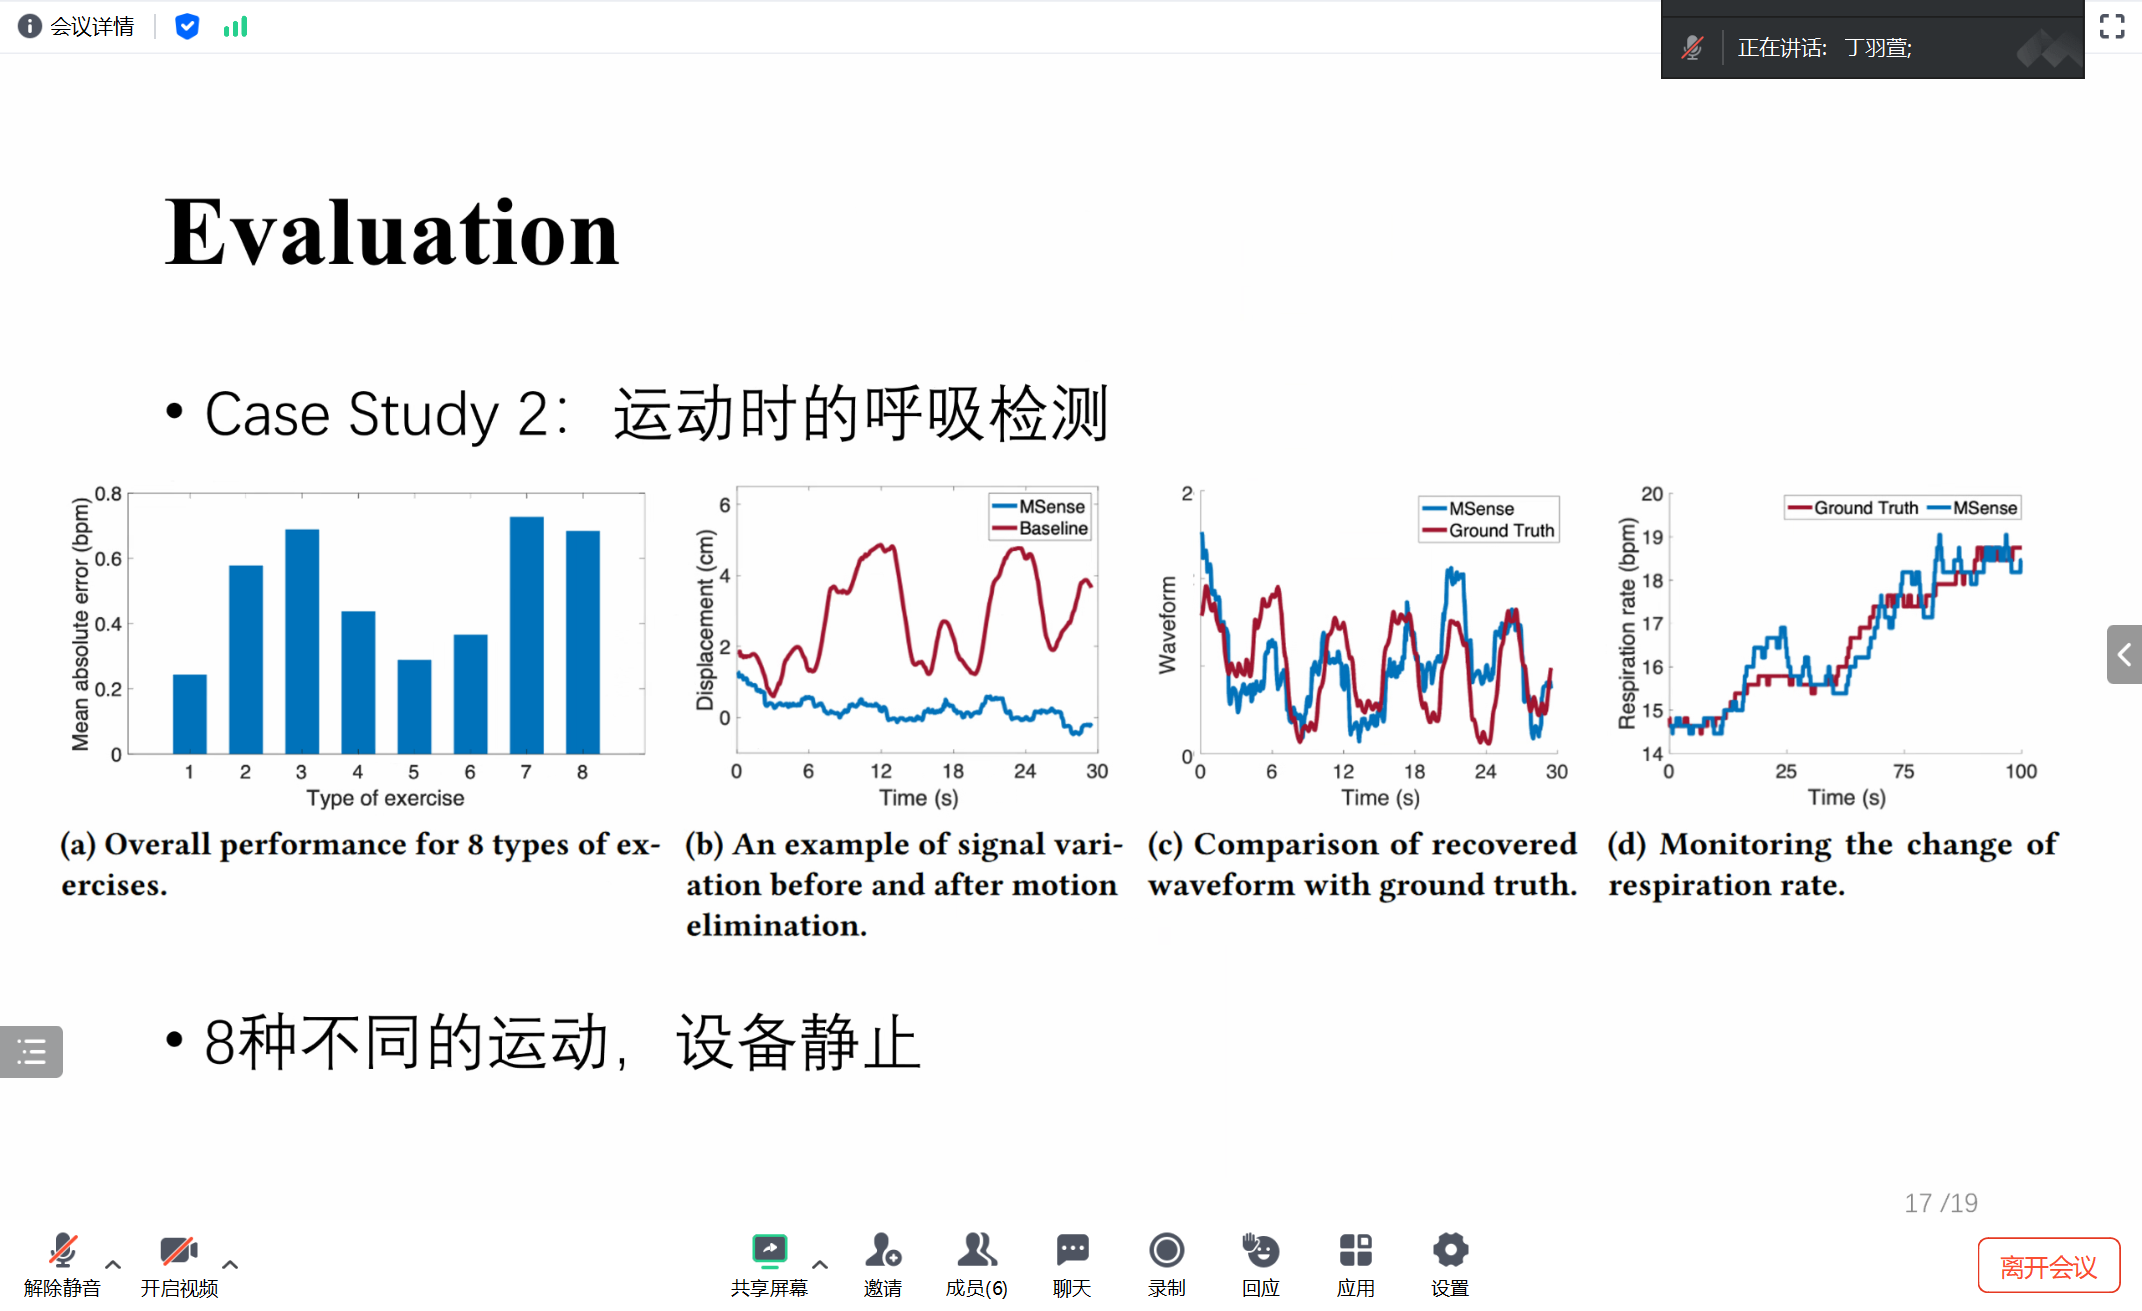 会议详情
正在讲话: 丁羽萱;
Evaluation
• Case Study 2： 运动时的呼吸检测
Mean absolute error (bpm)
0.8
0.6
0.4
0.2
0
1 2 3 4 5 6 7 8
Type of exercise
(a) Overall performance for 8 types of ex-
ercises.
Displacement (cm)
6
4
2
0
MSense
Baseline
0 6 12 18 24 30
Time (s)
(b) An example of signal vari-
ation before and after motion
elimination.
Waveform
2
0
MSense
Ground Truth
0 6 12 18 24 30
Time (s)
(c) Comparison of recovered
waveform with ground truth.
Respiration rate (bpm)
20
19
18
17
16
15
14
Ground Truth MSense
0 25 75 100
Time (s)
(d) Monitoring the change of
respiration rate.
• 8种不同的运动， 设备静止
17 /19
解除静音 开启视频 共享屏幕 邀请 成员(6) 聊天 录制 回应 应用 设置 离开会议